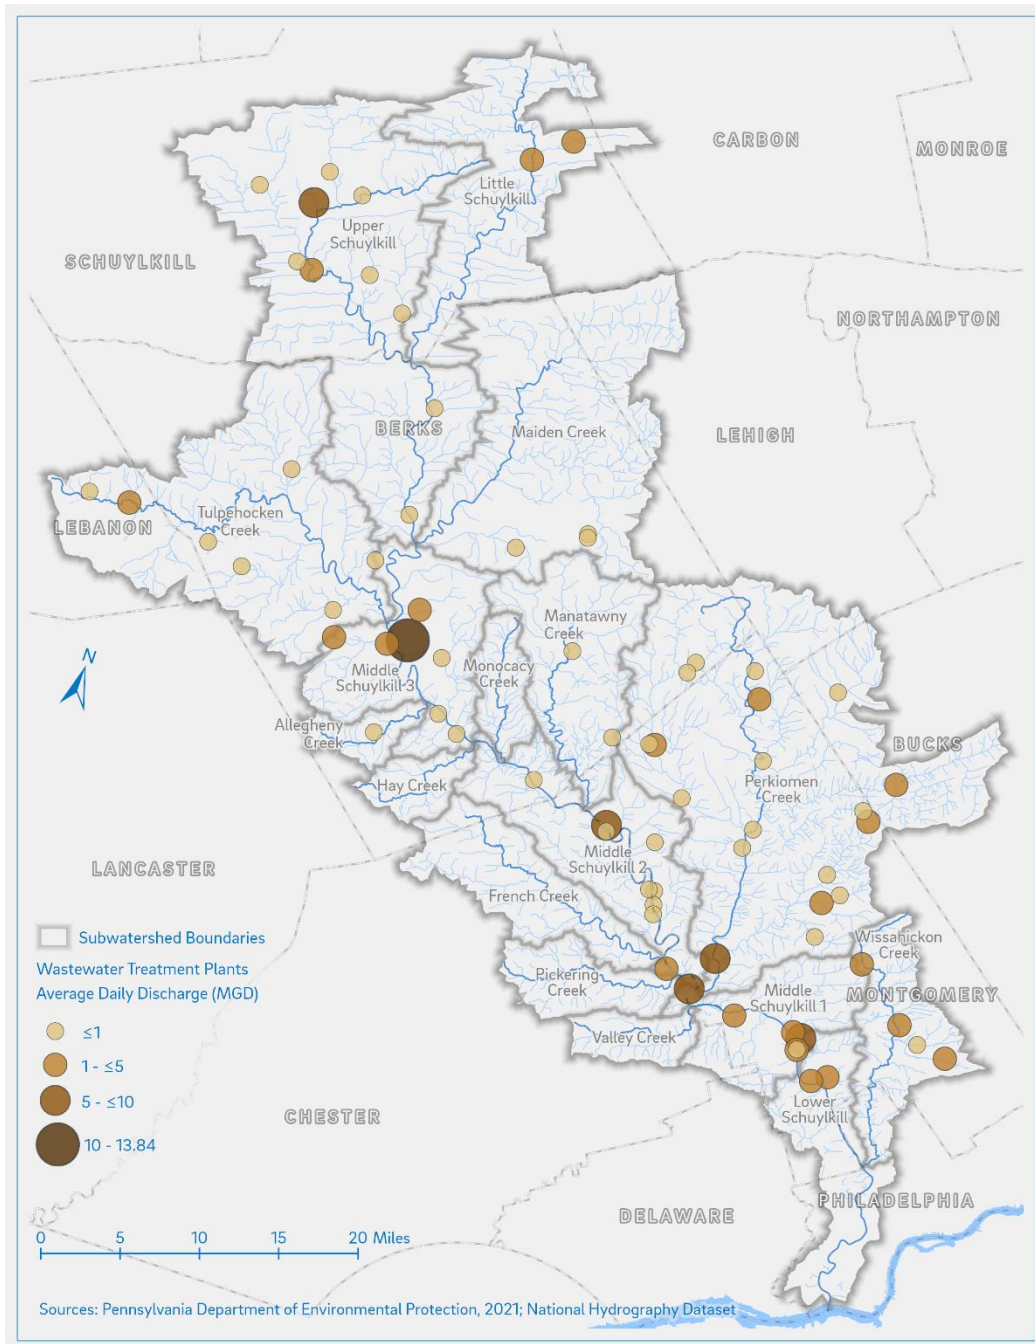 CARBON
MONROE
Little
Schuylkill
Upper
Schuylkill
SCHUYLKILL
NORTHAMPTON
BERKS
Maiden Creek
LEHIGH
Tulpehocken
Creek
LEBANON
Manatawny
Creek
N
Middle
Schuylkill 3
Monocacy
Creek
Allegheny
Creek
BUCKS
Hay Creek
Perkiomen
Creek
Middle
Schuylkill 2
LANCASTER
French Creek
Wissahickon
Creek
Pickering
Creek
Middle
Schuylkill 1
MONTGOMERY
Valley Creek
Lower
Schuylkill
CHESTER
DELAWARE
PHILADELPHIA
Subwatershed Boundaries
Wastewater Treatment Plants
Average Daily Discharge (MGD)
≤1
1 - ≤5
5 - ≤10
10 - 13.84
0 5 10 15 20 Miles
Sources: Pennsylvania Department of Environmental Protection, 2021; National Hydrography Dataset